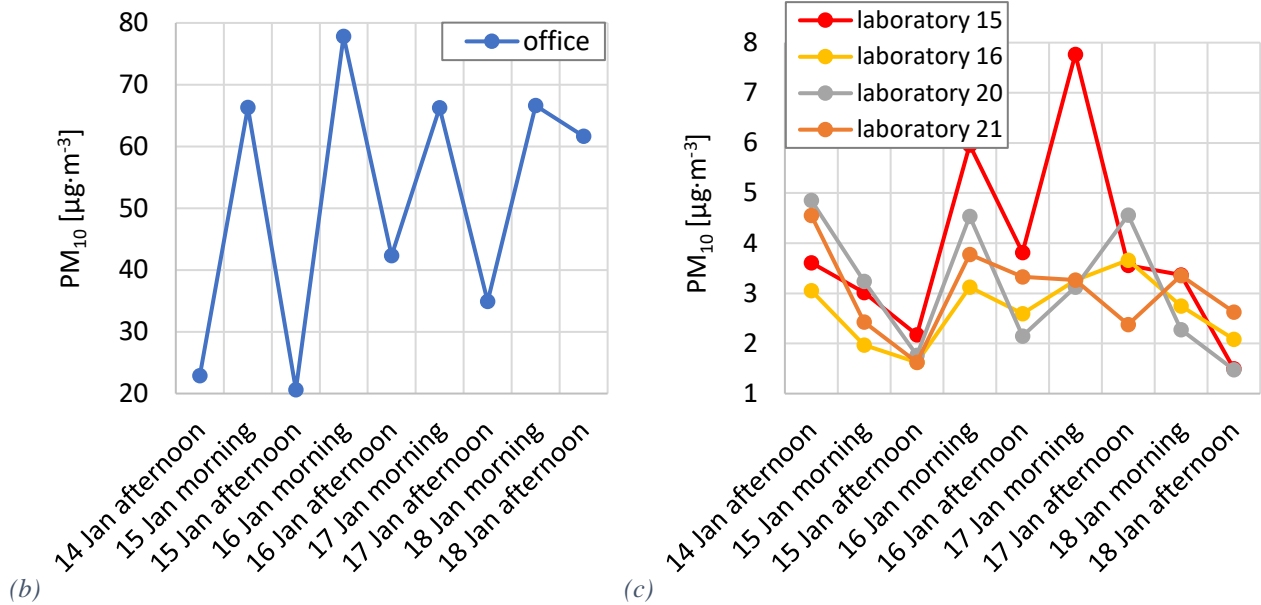 80
70
60
50
40
30
20
PM10 [µg·m-3]
office
14 Jan afternoon
15 Jan morning
15 Jan afternoon
16 Jan morning
16 Jan afternoon
17 Jan morning
17 Jan afternoon
18 Jan morning
18 Jan afternoon
(b)
laboratory 15
laboratory 16
laboratory 20
laboratory 21
8
7
6
5
4
3
2
1
PM10 [µg·m-3]
14 Jan afternoon
15 Jan morning
15 Jan afternoon
16 Jan morning
16 Jan afternoon
17 Jan morning
17 Jan afternoon
18 Jan morning
18 Jan afternoon
(c)